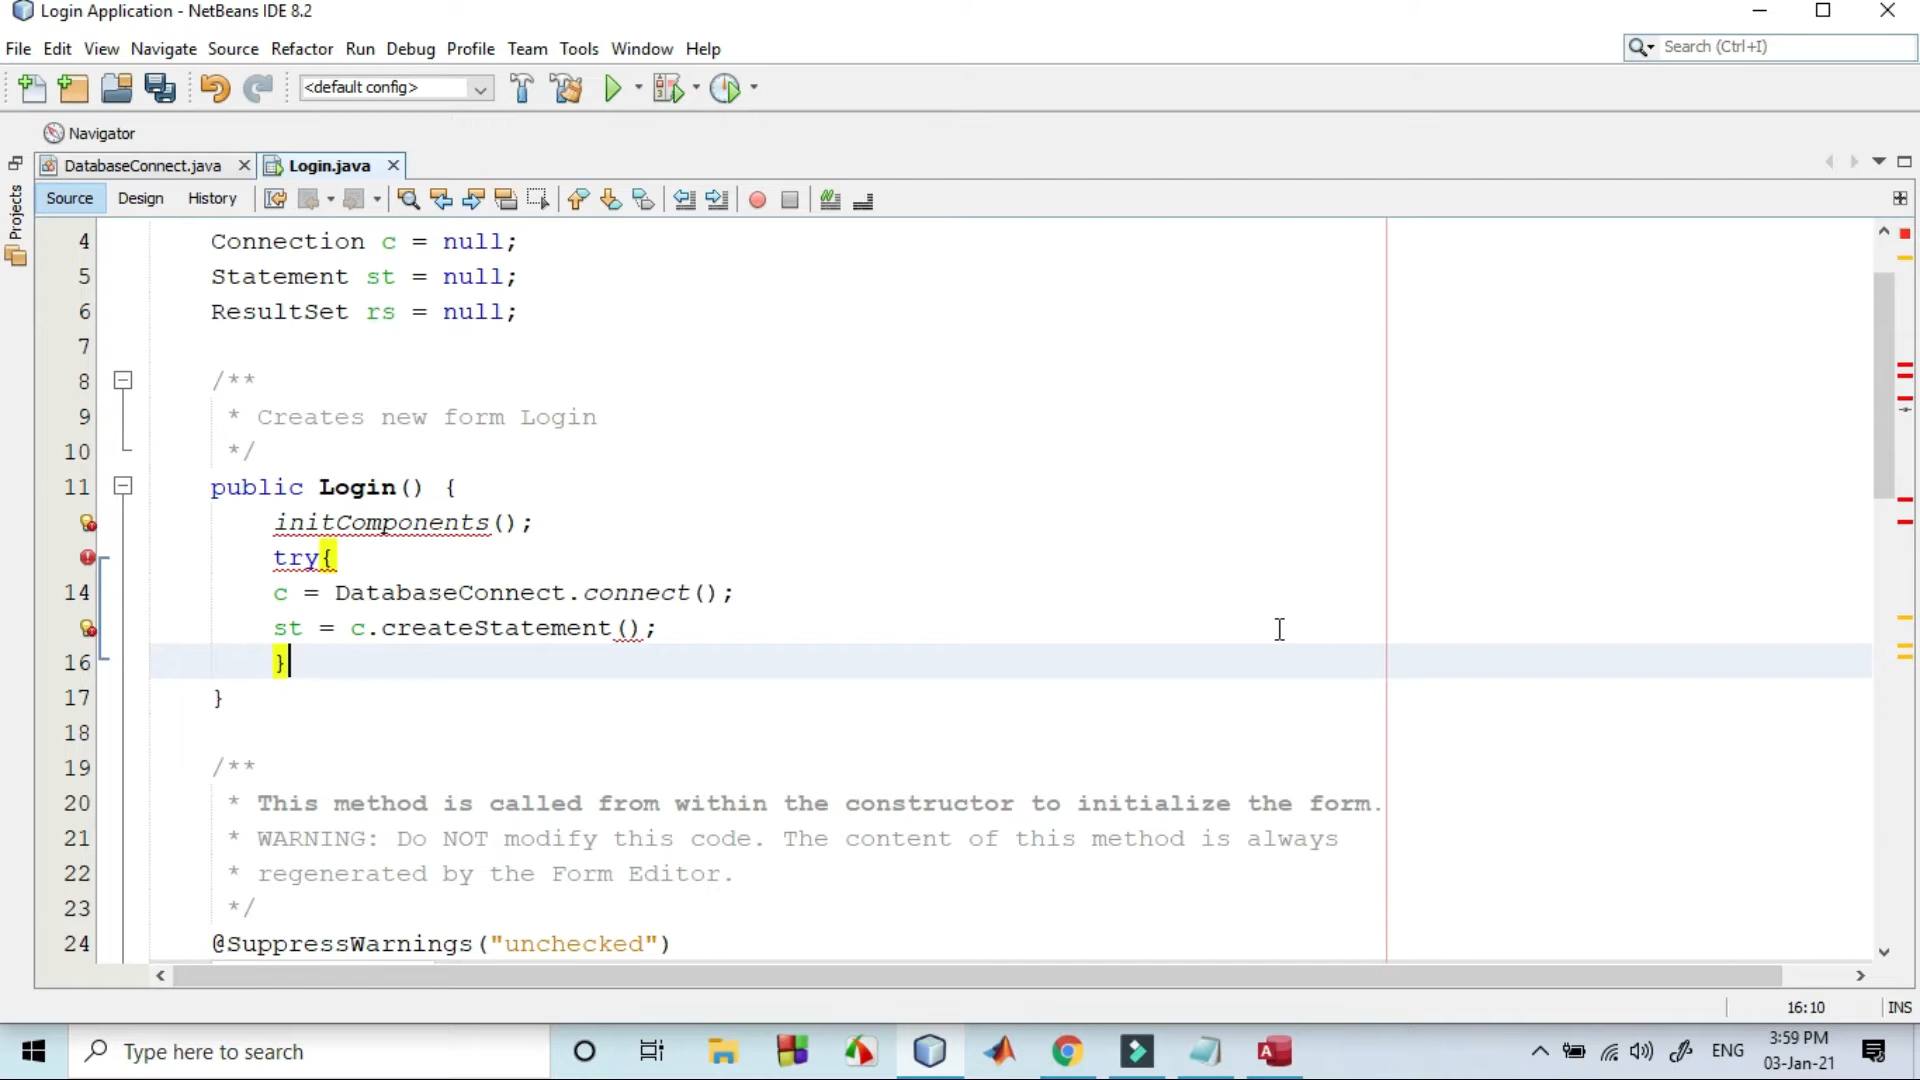 Login Application - NetBeans IDE 8.2
File Edit View Navigate Source Refactor Run Debug Profile Team Tools Window Help
Search (Ctrl+I)
<default config>
Navigator
DatabaseConnect.java
Login.java
Source Design History
Projects
4 Connection c = null;
5 Statement st = null;
6 ResultSet rs = null;
7
8 /**
9 * Creates new form Login
10 */
11 public Login() {
initComponents();
try{
14 c = DatabaseConnect.connect();
st = c.createStatement();
16 }
17 }
18
19 /**
20 * This method is called from within the constructor to initialize the form.
21 * WARNING: Do NOT modify this code. The content of this method is always
22 * regenerated by the Form Editor.
23 */
24 @SuppressWarnings("unchecked")
16:10 INS
Type here to search
ENG
3:59 PM
03-Jan-21